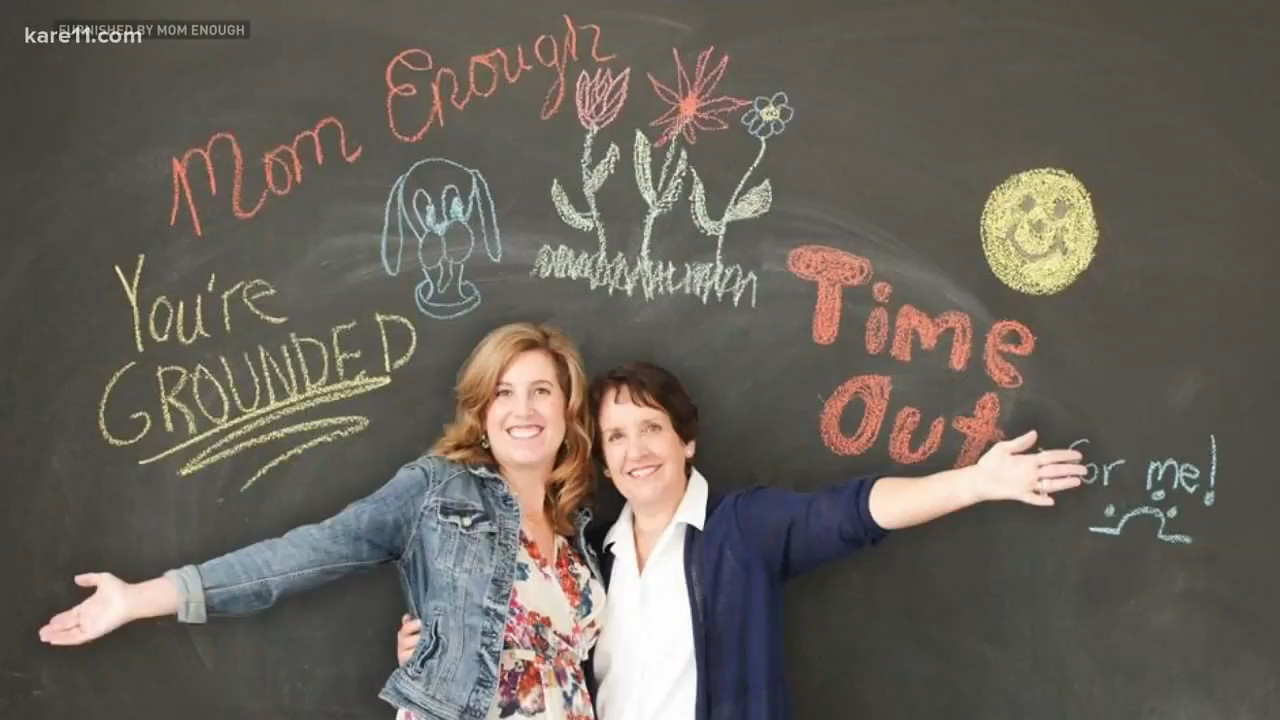 FURNISHED BY MOM ENOUGH
kare11.com
Mom Enough
You're
GROUNDED
Time
Out
for me!